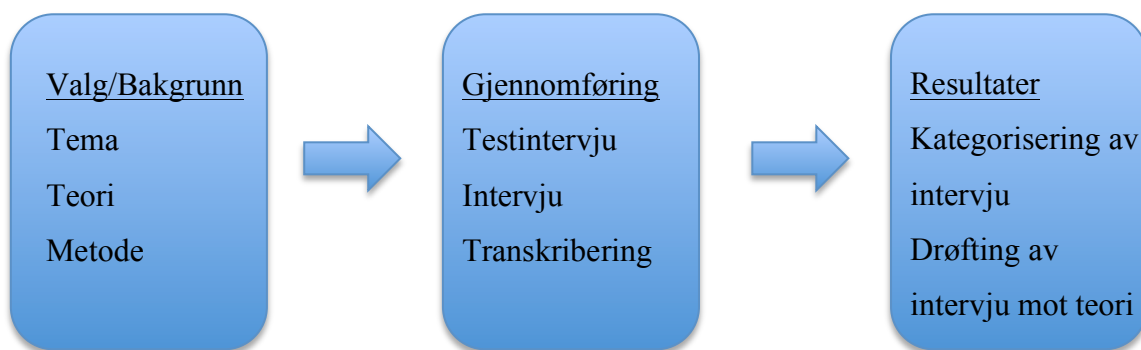 Valg/Bakgrunn
Tema
Teori
Metode
Gjennomføring
Testintervju
Intervju
Transkribering
Resultater
Kategorisering av
intervju
Drøfting av
intervju mot teori